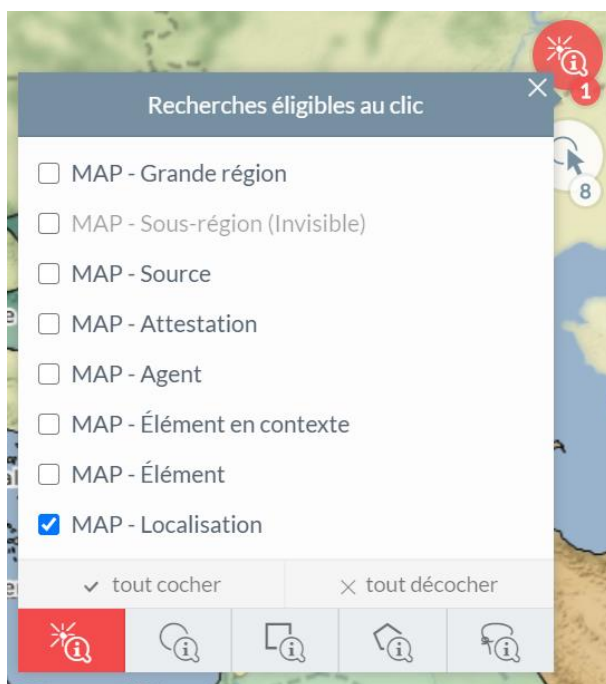 Recherches éligibles au clic
1
8
MAP - Grande région
MAP - Sous-région (Invisible)
MAP - Source
MAP - Attestation
MAP - Agent
MAP - Élément en contexte
MAP - Élément
MAP - Localisation
tout cocher
tout décocher